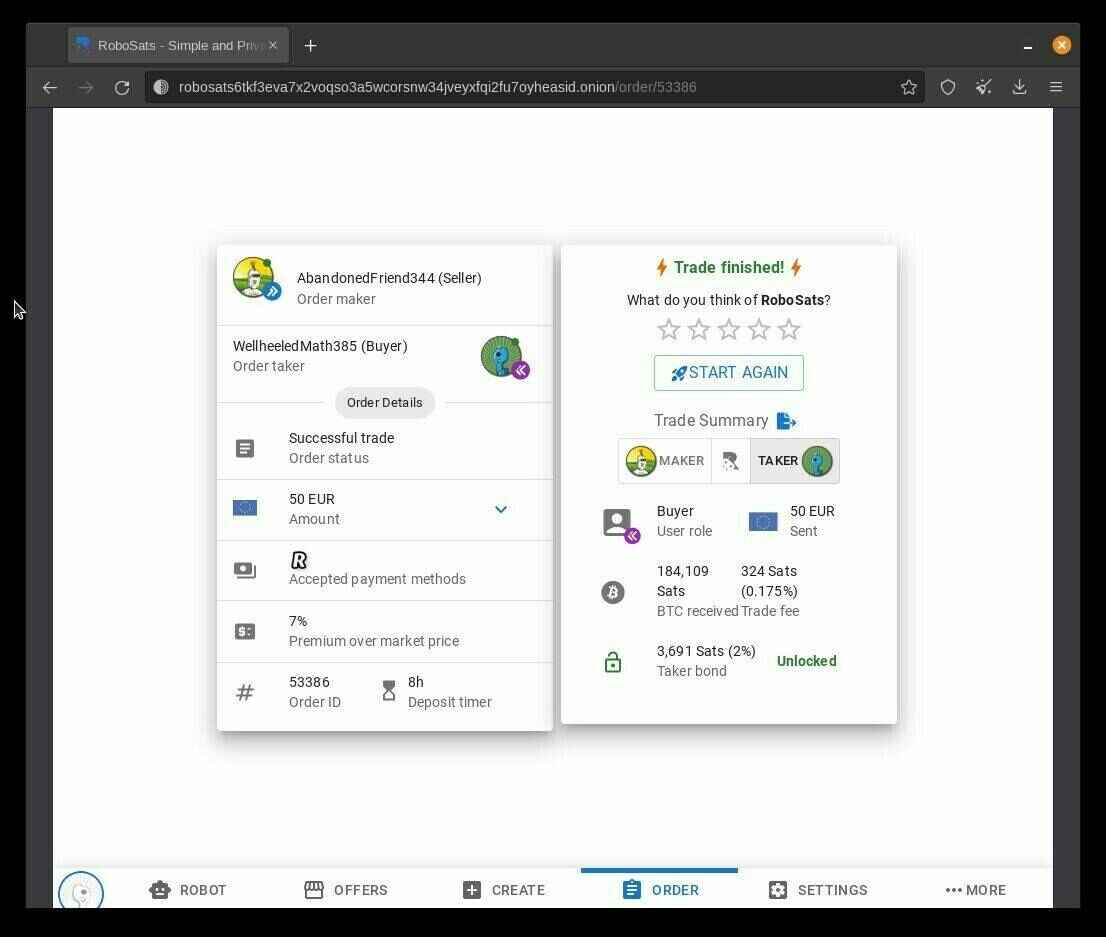 RoboSats - Simple and Priv
robosats6tkf3eva7x2voqso3a5wcorsnw34jveyxfqi2fu7oyheasid.onion/order/53386
AbandonedFriend344 (Seller)
Order maker
WellheeledMath385 (Buyer)
Order taker
Order Details
Successful trade
Order status
50 EUR
Amount
R
Accepted payment methods
7%
Premium over market price
53386
Order ID
8h
Deposit timer
Trade finished!
What do you think of RoboSats?
START AGAIN
Trade Summary
MAKER
TAKER
Buyer
User role
50 EUR
Sent
184,109
Sats
BTC received
324 Sats
(0.175%)
Trade fee
3,691 Sats (2%)
Taker bond
Unlocked
ROBOT
OFFERS
CREATE
ORDER
SETTINGS
MORE